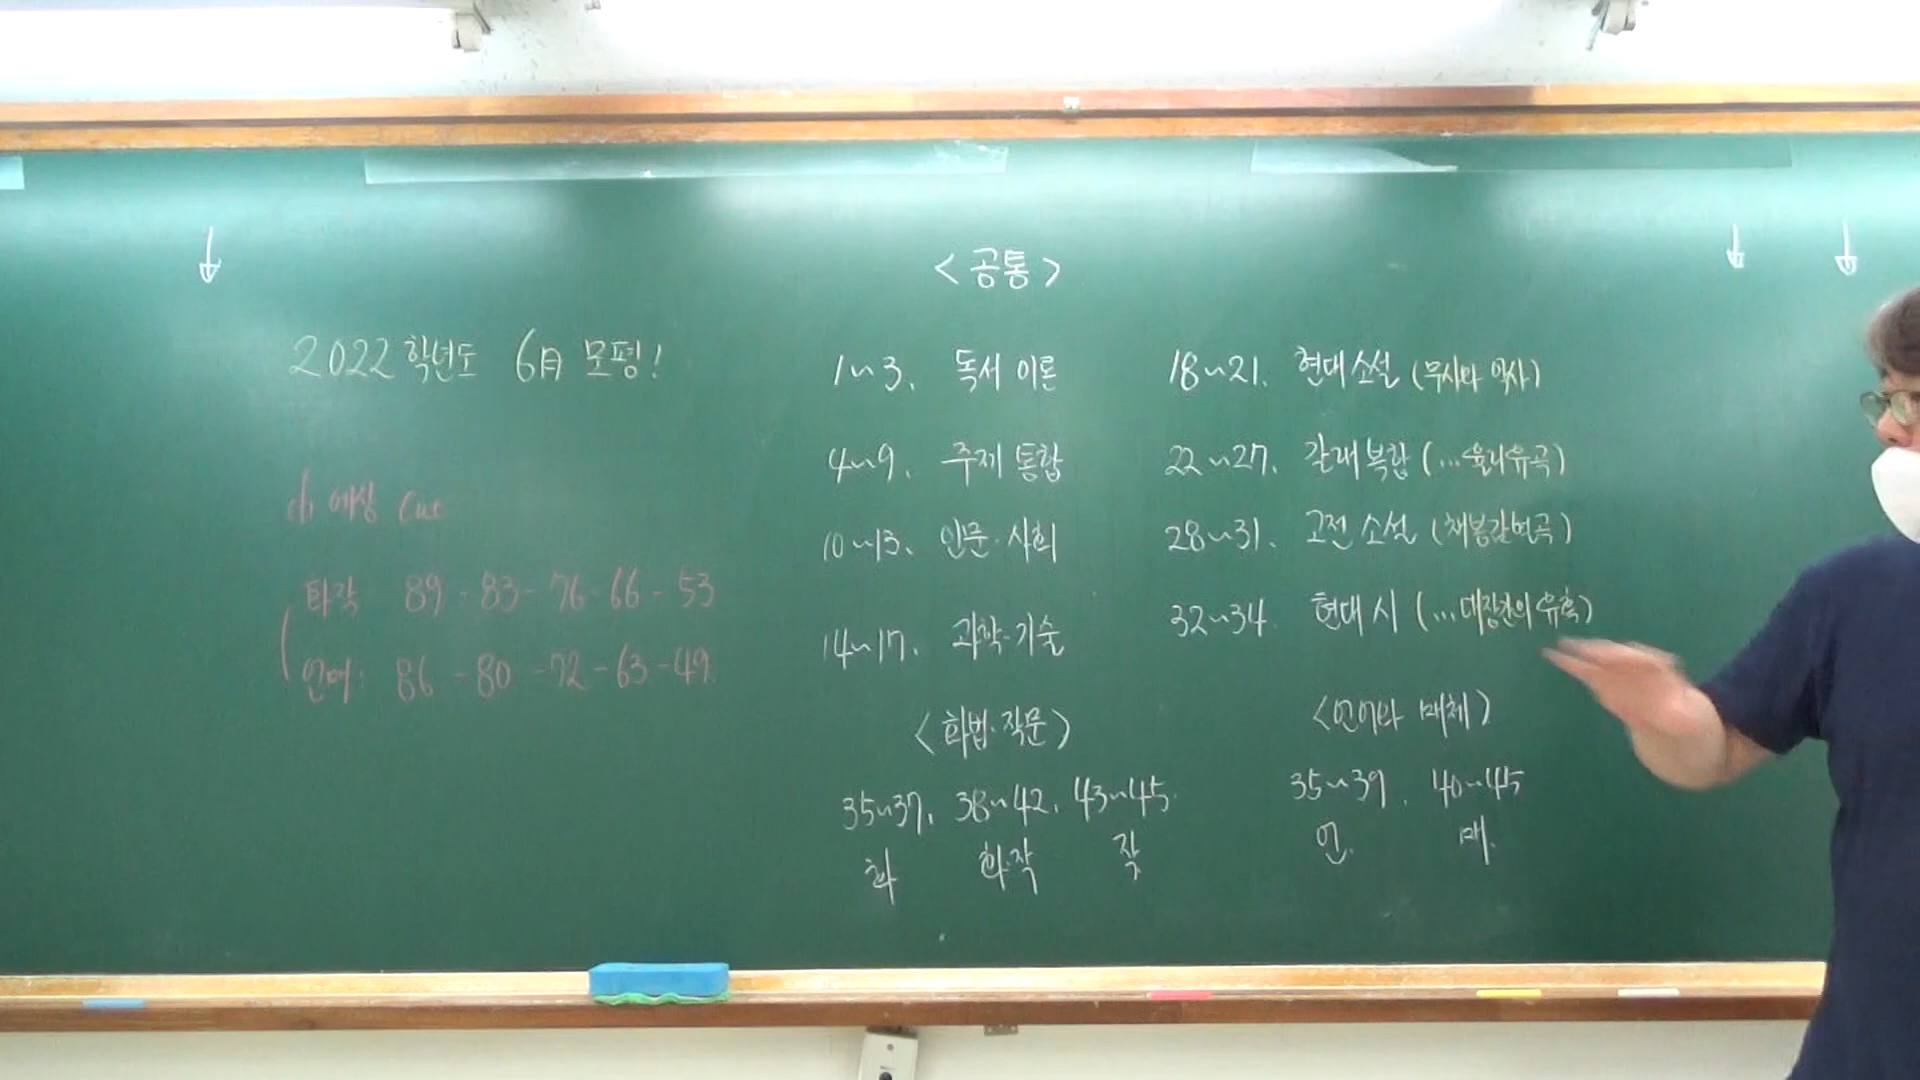 2022학년도 6月 모평!
예상 Cut
화작 89 - 83 - 76 - 66 - 53
언어: 86 - 80 - 72 - 63 - 49.
<공통>
1~3. 독서 이론
4~9. 주제 통합
10~13. 인문·사회
14~17. 과학·기술
18~21. 현대소설 (무사와 악사)
22~27. 갈래복합 (...율리유곡)
28~31. 고전 소설 (채봉감별곡)
32~34. 현대 시 (...대장간의 유혹)
<화법·작문>
35~37, 38~42, 43~45.
화 화·작 작
<언어와 매체>
35~39, 40~45
언. 매.